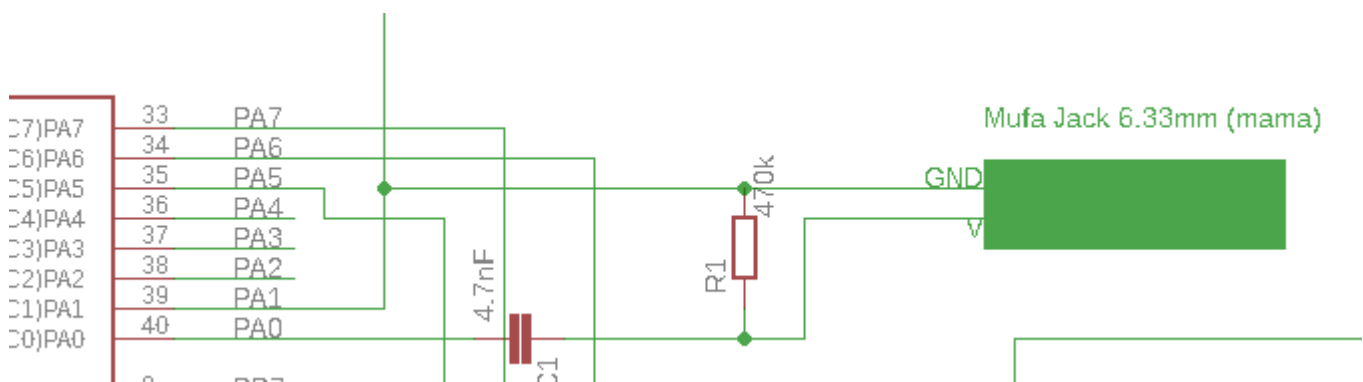 Mufa Jack 6.33mm (mama)
GND
V
470k
R1
4.7nF
C1
C7)PA7 33 PA7
C6)PA6 34 PA6
C5)PA5 35 PA5
C4)PA4 36 PA4
C3)PA3 37 PA3
C2)PA2 38 PA2
C1)PA1 39 PA1
C0)PA0 40 PA0